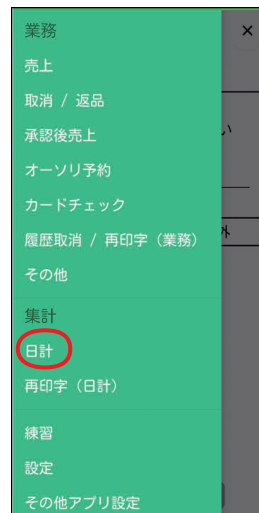 業務
×
売上
取消 / 返品
承認後売上
い
オーソリ予約
カードチェック
履歴取消 / 再印字（業務）
外
その他
集計
日計
再印字（日計）
練習
設定
その他アプリ設定